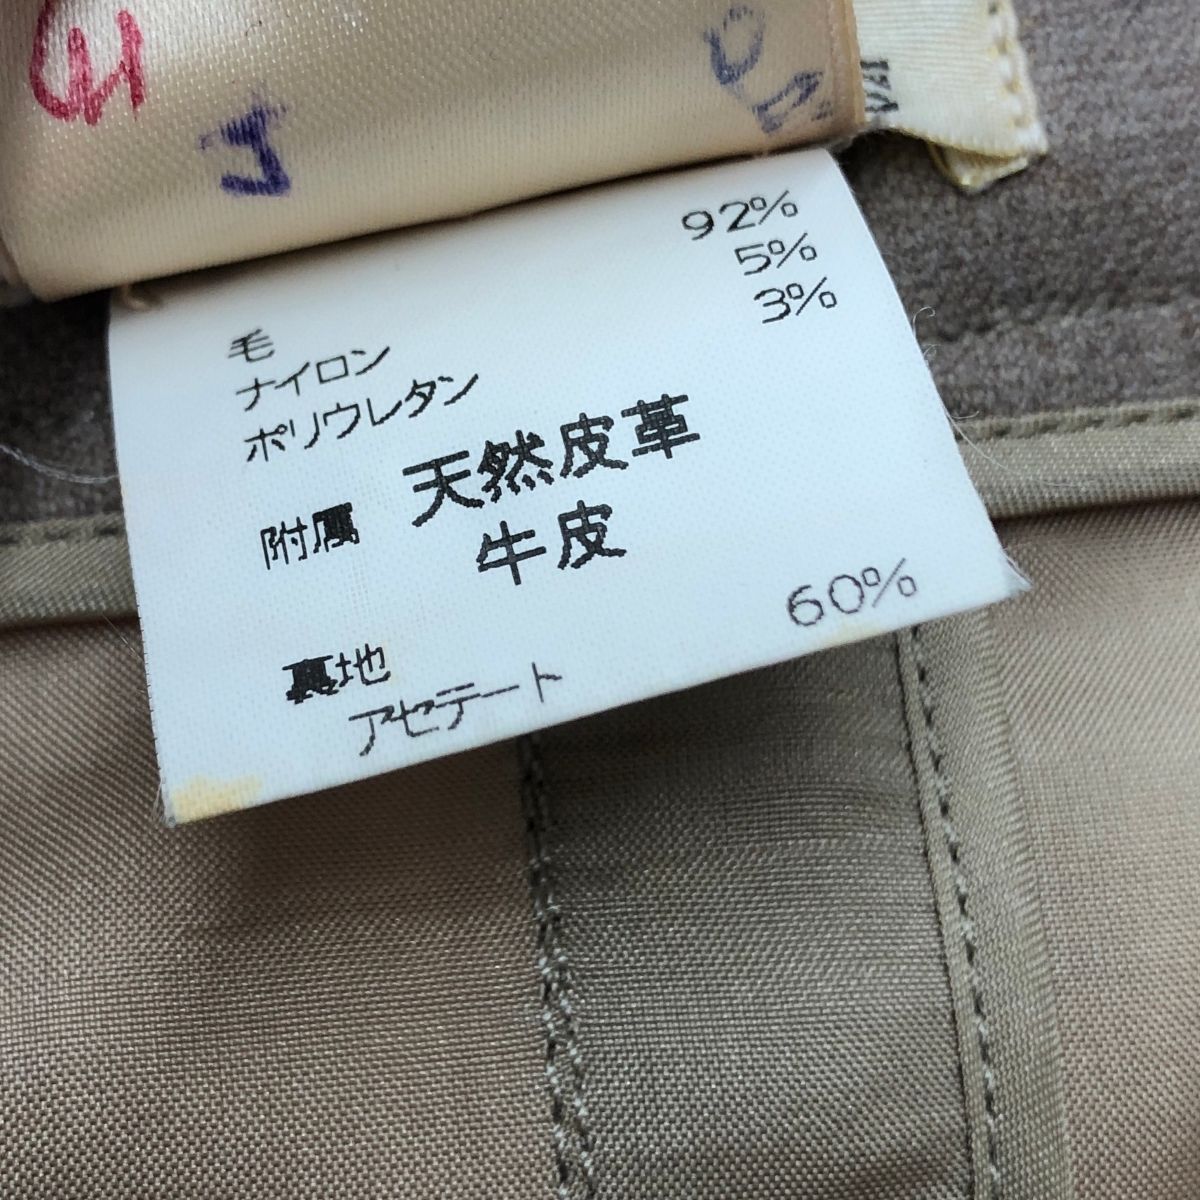 毛 92%
ナイロン 5%
ポリウレタン 3%
附属 天然皮革
牛皮
裏地
アセテート 60%